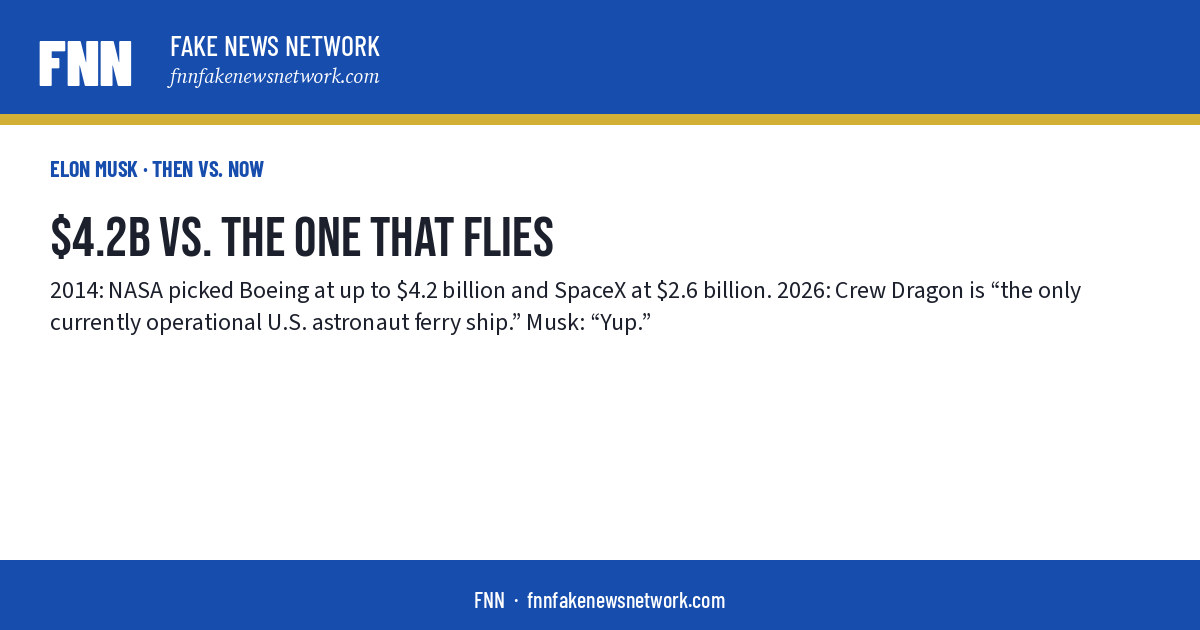 FNN
FAKE NEWS NETWORK
fnnfakenewsnetwork.com
ELON MUSK · THEN VS. NOW
$4.2B VS. THE ONE THAT FLIES
2014: NASA picked Boeing at up to $4.2 billion and SpaceX at $2.6 billion. 2026: Crew Dragon is “the only
currently operational U.S. astronaut ferry ship.” Musk: “Yup.”
FNN · fnnfakenewsnetwork.com